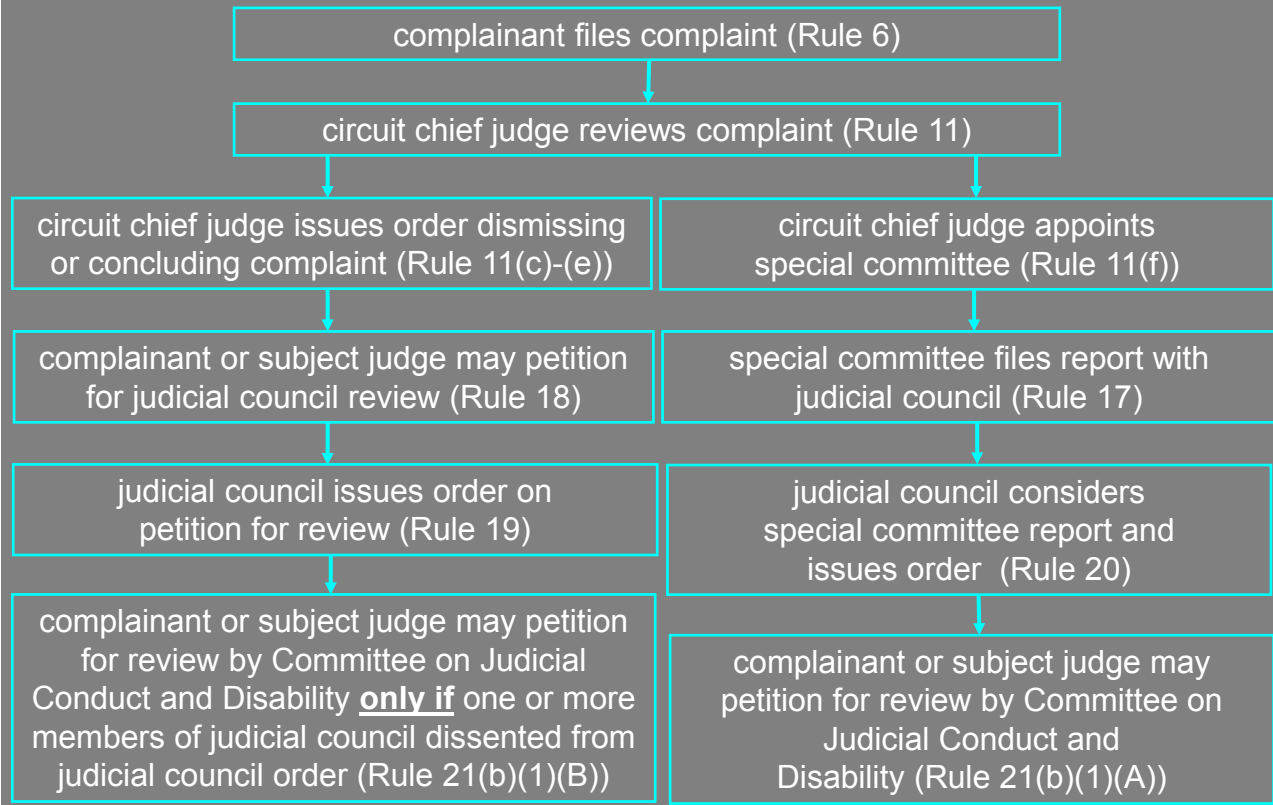 complainant files complaint (Rule 6)
circuit chief judge reviews complaint (Rule 11)
circuit chief judge issues order dismissing
or concluding complaint (Rule 11(c)-(e))
complainant or subject judge may petition
for judicial council review (Rule 18)
judicial council issues order on
petition for review (Rule 19)
complainant or subject judge may petition
for review by Committee on Judicial
Conduct and Disability only if one or more
members of judicial council dissented from
judicial council order (Rule 21(b)(1)(B))
circuit chief judge appoints
special committee (Rule 11(f))
special committee files report with
judicial council (Rule 17)
judicial council considers
special committee report and
issues order (Rule 20)
complainant or subject judge may
petition for review by Committee on
Judicial Conduct and
Disability (Rule 21(b)(1)(A))